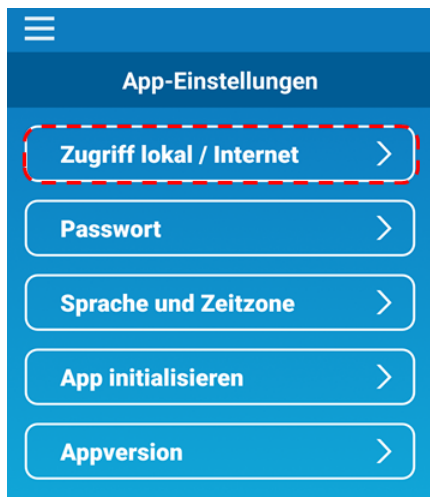 App-Einstellungen
Zugriff lokal / Internet
Passwort
Sprache und Zeitzone
App initialisieren
Appversion